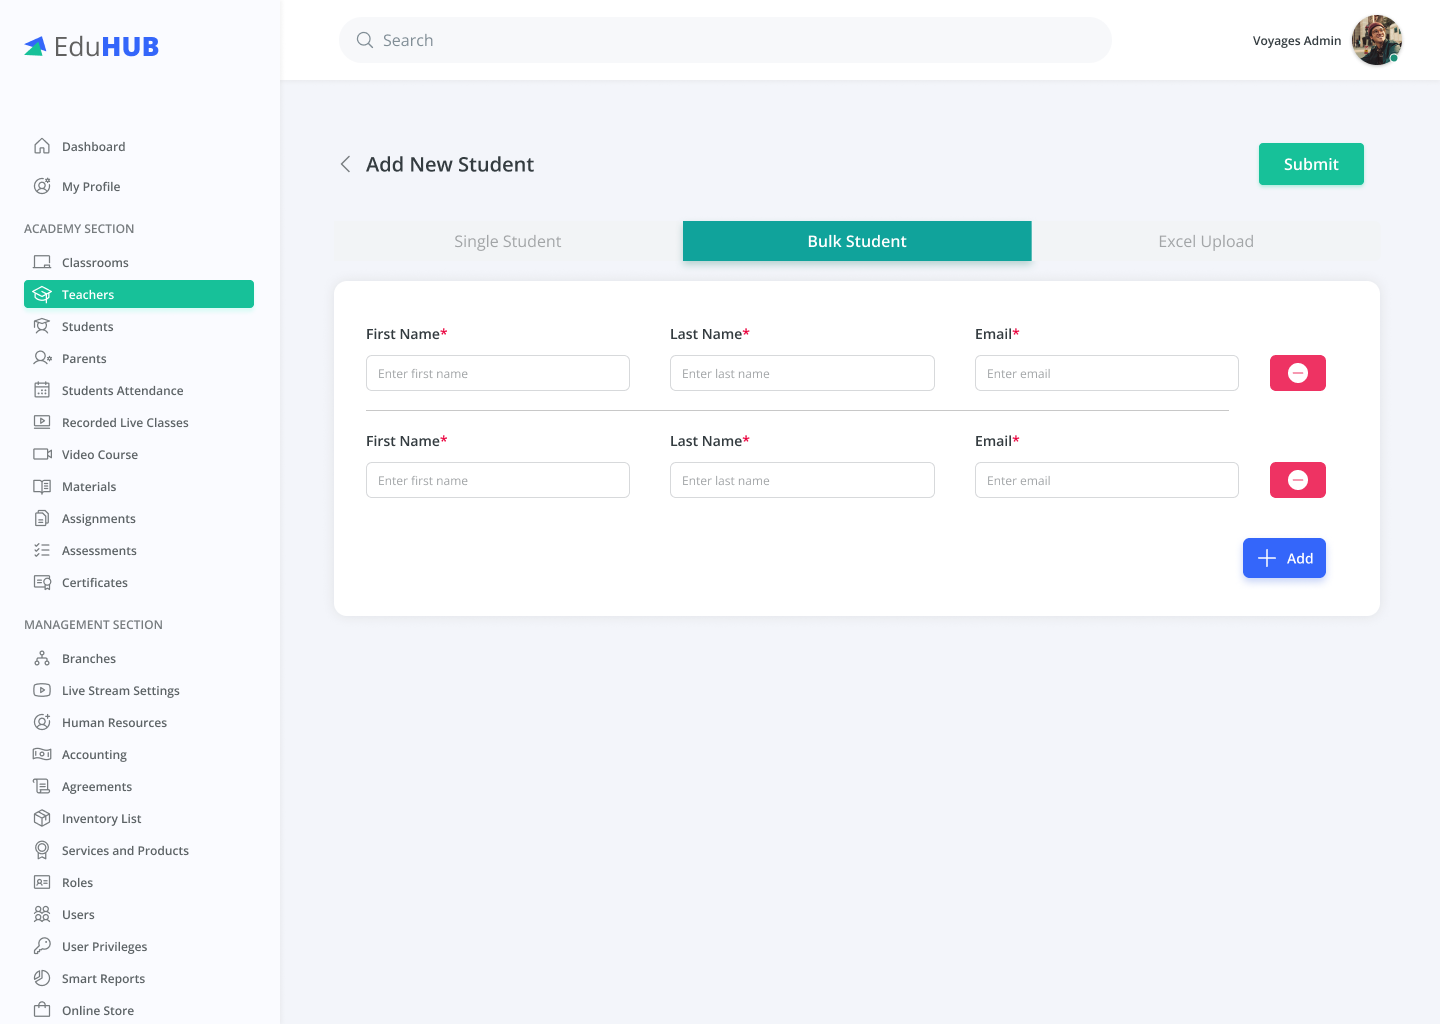 EduHUB
Search
Voyages Admin
Dashboard
My Profile
ACADEMY SECTION
Classrooms
Teachers
Students
Parents
Students Attendance
Recorded Live Classes
Video Course
Materials
Assignments
Assessments
Certificates
MANAGEMENT SECTION
Branches
Live Stream Settings
Human Resources
Accounting
Agreements
Inventory List
Services and Products
Roles
Users
User Privileges
Smart Reports
Online Store
Add New Student
Submit
Single Student
Bulk Student
Excel Upload
First Name* Last Name* Email*
Enter first name Enter last name Enter email
First Name* Last Name* Email*
Enter first name Enter last name Enter email
Add